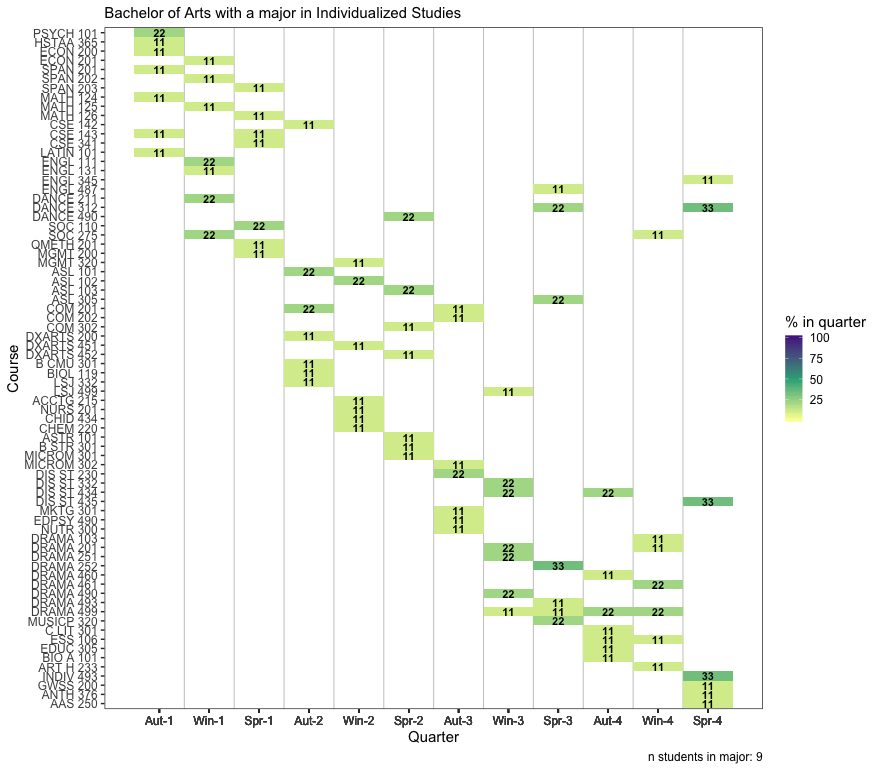 Bachelor of Arts with a major in Individualized Studies
PSYCH 101 22
HSTAA 365 11
ECON 200 11
ECON 201 11
SPAN 201 11
SPAN 202 11
SPAN 203 11
MATH 124 11
MATH 125 11
MATH 126 11
CSE 142 11
CSE 143 11 11
CSE 341 11
LATIN 101 11
ENGL 111 22
ENGL 131 11
ENGL 345 11
ENGL 487 11
DANCE 211 22
DANCE 312 22 33
DANCE 490 22
SOC 110 22
SOC 275 22 11
QMETH 201 11
MGMT 200 11
MGMT 320 11
ASL 101 22
ASL 102 22
ASL 103 22
ASL 305 22
COM 201 22 11
COM 202 11
COM 302 11
DXARTS 200 11
DXARTS 451 11
DXARTS 452 11
B CMU 301 11
BIOL 119 11
LSJ 332 11
LSJ 499 11
ACCTG 215 11
NURS 201 11
CHID 434 11
CHEM 220 11
ASTR 101 11
B STR 301 11
MICROM 301 11
MICROM 302 11
DIS ST 230 22
DIS ST 332 22
DIS ST 434 22 22
DIS ST 435 33
MKTG 301 11
EDPSY 490 11
NUTR 300 11
DRAMA 103 11
DRAMA 201 22 11
DRAMA 251 22
DRAMA 252 33
DRAMA 460 11
DRAMA 461 22
DRAMA 490 22
DRAMA 493 11
DRAMA 499 11 11 22 22
MUSICP 320 22
C LIT 301 11
ESS 106 11 11
EDUC 305 11
BIO A 101 11
ART H 233 11
INDIV 493 33
GWSS 200 11
ANTH 376 11
AAS 250 11
Course
Aut-1 Win-1 Spr-1 Aut-2 Win-2 Spr-2 Aut-3 Win-3 Spr-3 Aut-4 Win-4 Spr-4
Quarter
% in quarter
100
75
50
25
n students in major: 9